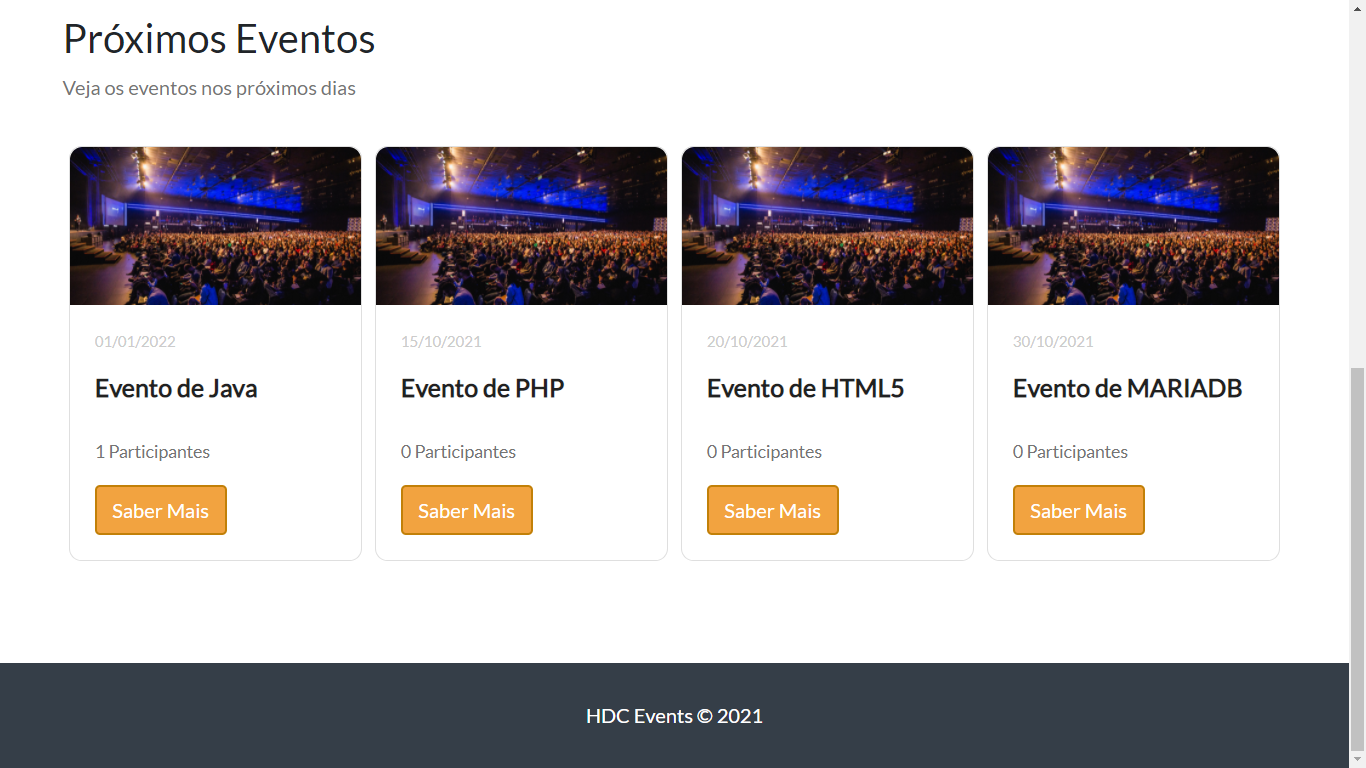 Próximos Eventos
Veja os eventos nos próximos dias
01/01/2022
Evento de Java
1 Participantes
Saber Mais
15/10/2021
Evento de PHP
0 Participantes
Saber Mais
20/10/2021
Evento de HTML5
0 Participantes
Saber Mais
30/10/2021
Evento de MARIADB
0 Participantes
Saber Mais
HDC Events © 2021